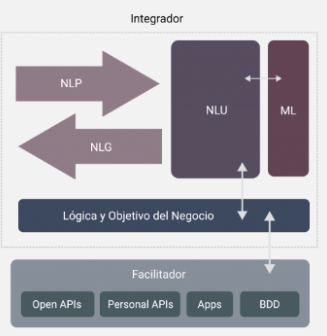 Integrador
NLP
NLU
ML
NLG
Lógica y Objetivo del Negocio
Facilitador
Open APIs
Personal APIs
Apps
BDD